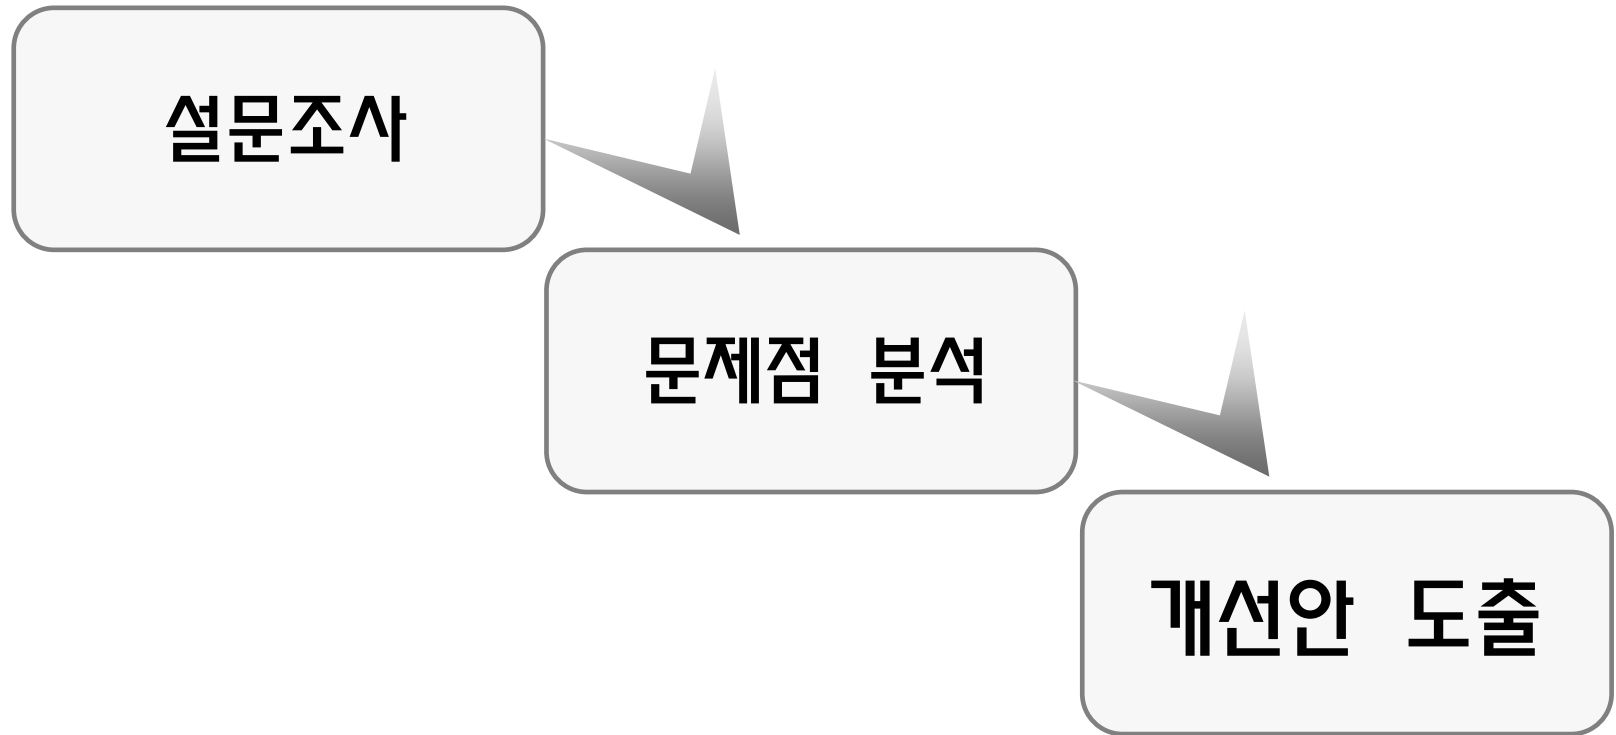 설문조사
문제점 분석
개선안 도출